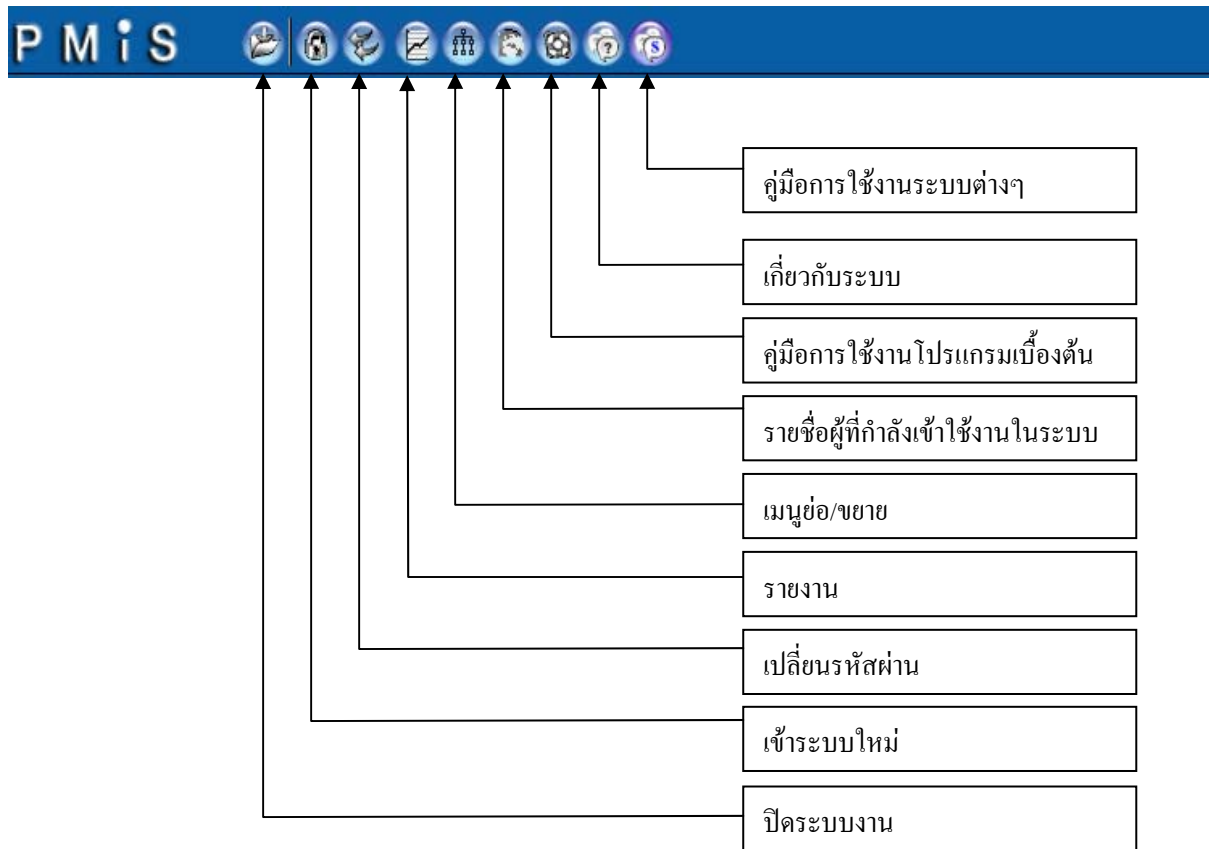 PMiS
?
S
คู่มือการใช้งานระบบต่างๆ
เกี่ยวกับระบบ
คู่มือการใช้งานโปรแกรมเบื้องต้น
รายชื่อผู้ที่กำลังเข้าใช้งานในระบบ
เมนูย่อ/ขยาย
รายงาน
เปลี่ยนรหัสผ่าน
เข้าระบบใหม่
ปิดระบบงาน